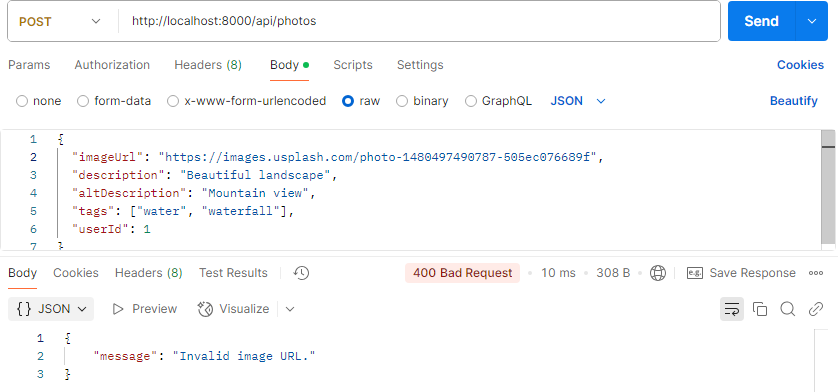 POST http://localhost:8000/api/photos Send
Params Authorization Headers (8) Body Scripts Settings Cookies
none form-data x-www-form-urlencoded raw binary GraphQL JSON Beautify
1 {
2 "imageUrl": "https://images.usplash.com/photo-1480497490787-505ec076689f",
3 "description": "Beautiful landscape",
4 "altDescription": "Mountain view",
5 "tags": ["water", "waterfall"],
6 "userId": 1
7 }
Body Cookies Headers (8) Test Results 400 Bad Request 10 ms 308 B e.g. Save Response
{} JSON Preview Visualize
1 {
2 "message": "Invalid image URL."
3 }